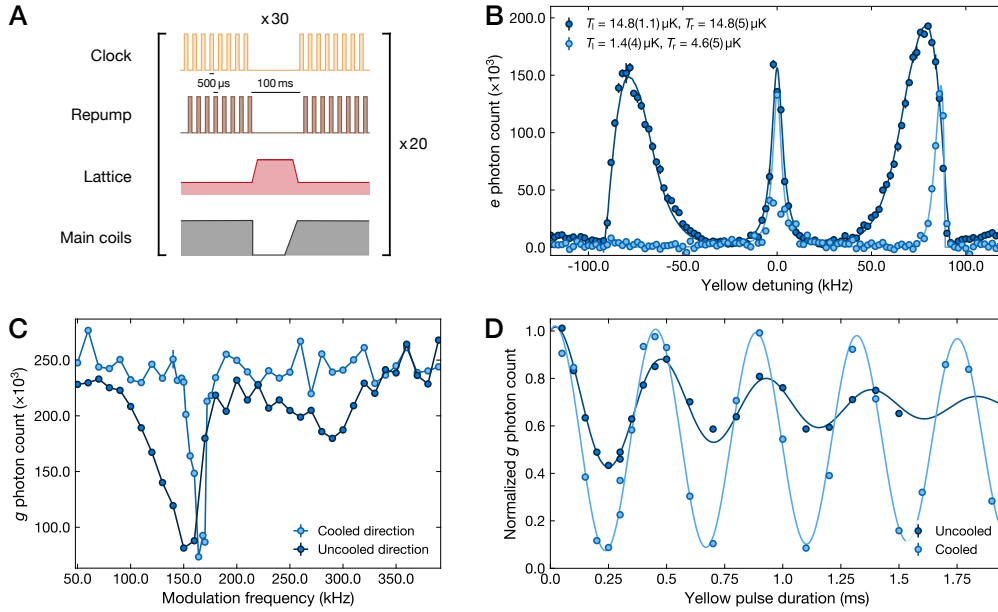 A
x30
Clock
500 µs
100 ms
Repump
x20
Lattice
Main coils
B
200.0
150.0
100.0
50.0
0.0
e photon count (×10³)
Tₗ = 14.8(1.1) µK, Tᵣ = 14.8(5) µK
Tₗ = 1.4(4) µK, Tᵣ = 4.6(5) µK
-100.0 -50.0 0.0 50.0 100.0
Yellow detuning (kHz)
C
250.0
200.0
150.0
100.0
g photon count (×10³)
Cooled direction
Uncooled direction
50.0 100.0 150.0 200.0 250.0 300.0 350.0
Modulation frequency (kHz)
D
1.0
0.8
0.6
0.4
0.2
0.0
Normalized g photon count
Uncooled
Cooled
0.0 0.25 0.5 0.75 1.0 1.25 1.5 1.75
Yellow pulse duration (ms)